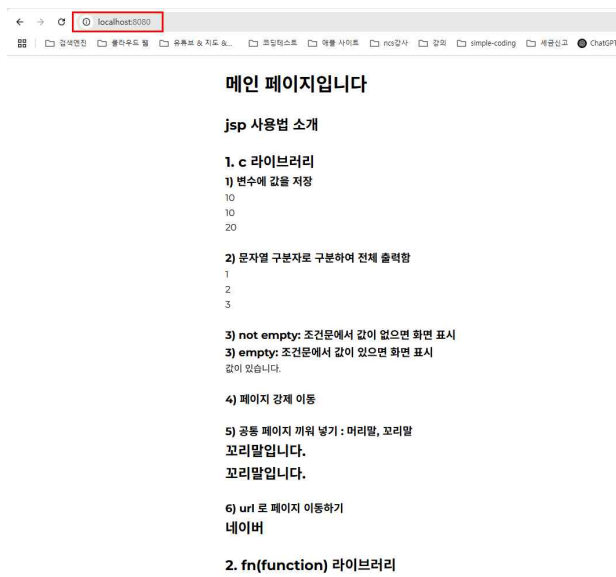 localhost:8080
검색엔진 클라우드 웹 유튜브 & 지도 &... 코딩테스트 애플 사이트 ncs강사 강의 simple-coding 세금신고 ChatGPT
메인 페이지입니다
jsp 사용법 소개
1. c 라이브러리
1) 변수에 값을 저장
10
10
20
2) 문자열 구분자로 구분하여 전체 출력함
1
2
3
3) not empty: 조건문에서 값이 없으면 화면 표시
3) empty: 조건문에서 값이 있으면 화면 표시
값이 있습니다.
4) 페이지 강제 이동
5) 공통 페이지 끼워 넣기 : 머리말, 꼬리말
꼬리말입니다.
꼬리말입니다.
6) url 로 페이지 이동하기
네이버
2. fn(function) 라이브러리